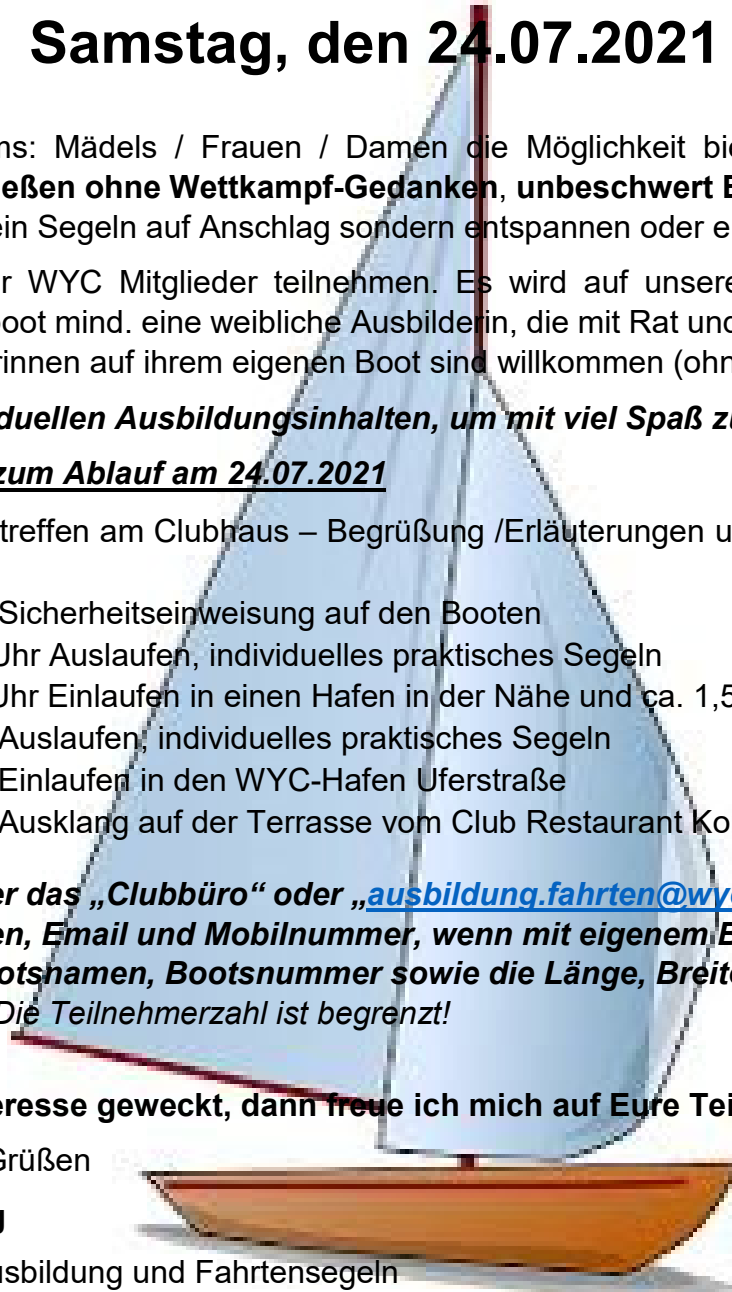 Samstag, den 24.07.2021
ns: Mädels / Frauen / Damen die Möglichkeit bie
eßen ohne Wettkampf-Gedanken, unbeschwert E
ein Segeln auf Anschlag sondern entspannen oder e
r WYC Mitglieder teilnehmen. Es wird auf unsere
boot mind. eine weibliche Ausbilderin, die mit Rat und
rinnen auf ihrem eigenen Boot sind willkommen (ohn
duellen Ausbildungsinhalten, um mit viel Spaß zu
zum Ablauf am 24.07.2021
treffen am Clubhaus – Begrüßung /Erläuterungen u
Sicherheitseinweisung auf den Booten
Uhr Auslaufen, individuelles praktisches Segeln
Uhr Einlaufen in einen Hafen in der Nähe und ca. 1,5
Auslaufen, individuelles praktisches Segeln
Einlaufen in den WYC-Hafen Uferstraße
Ausklang auf der Terrasse vom Club Restaurant Ko
er das „Clubbüro“ oder „ausbildung.fahrten@wyc
en, Email und Mobilnummer, wenn mit eigenem B
otsnamen, Bootsnummer sowie die Länge, Breite
Die Teilnehmerzahl ist begrenzt!
eresse geweckt, dann freue ich mich auf Eure Tei
Grüßen
g
usbildung und Fahrtensegeln